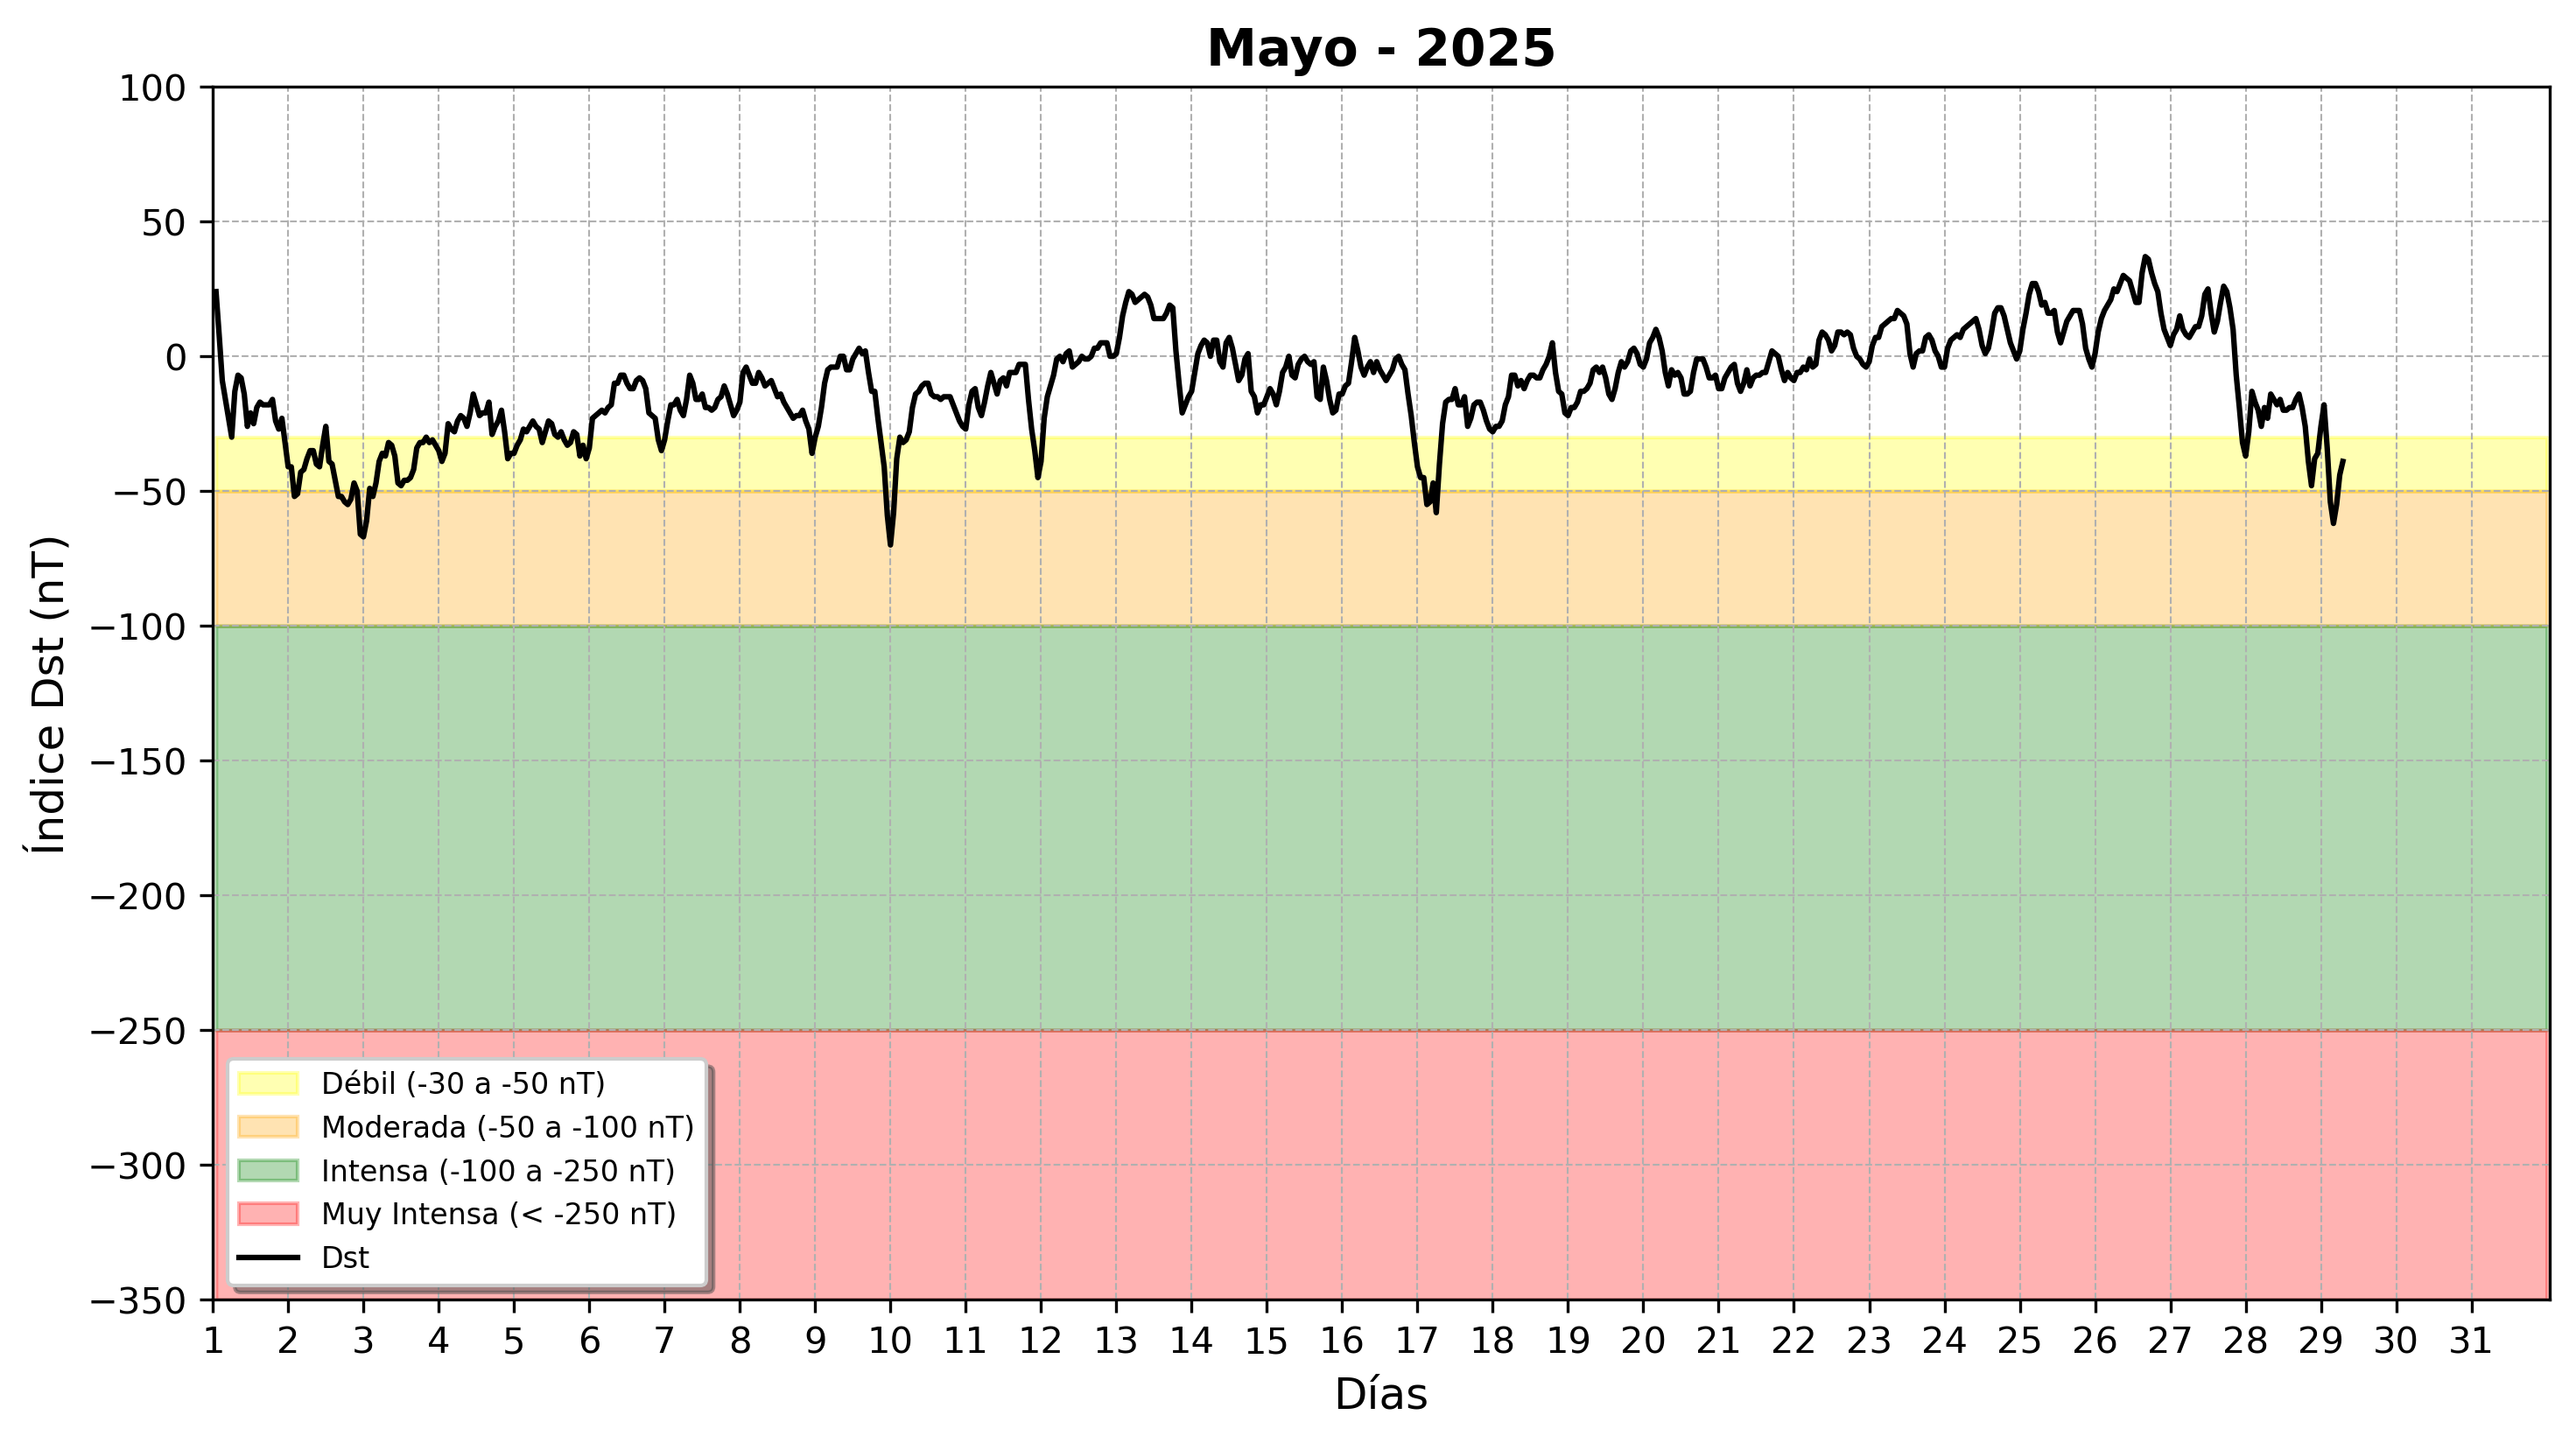 Mayo - 2025
100
50
0
−50
−100
−150
−200
−250
−300
−350
Índice Dst (nT)
Débil (-30 a -50 nT)
Moderada (-50 a -100 nT)
Intensa (-100 a -250 nT)
Muy Intensa (< -250 nT)
Dst
1 2 3 4 5 6 7 8 9 10 11 12 13 14 15 16 17 18 19 20 21 22 23 24 25 26 27 28 29 30 31
Días